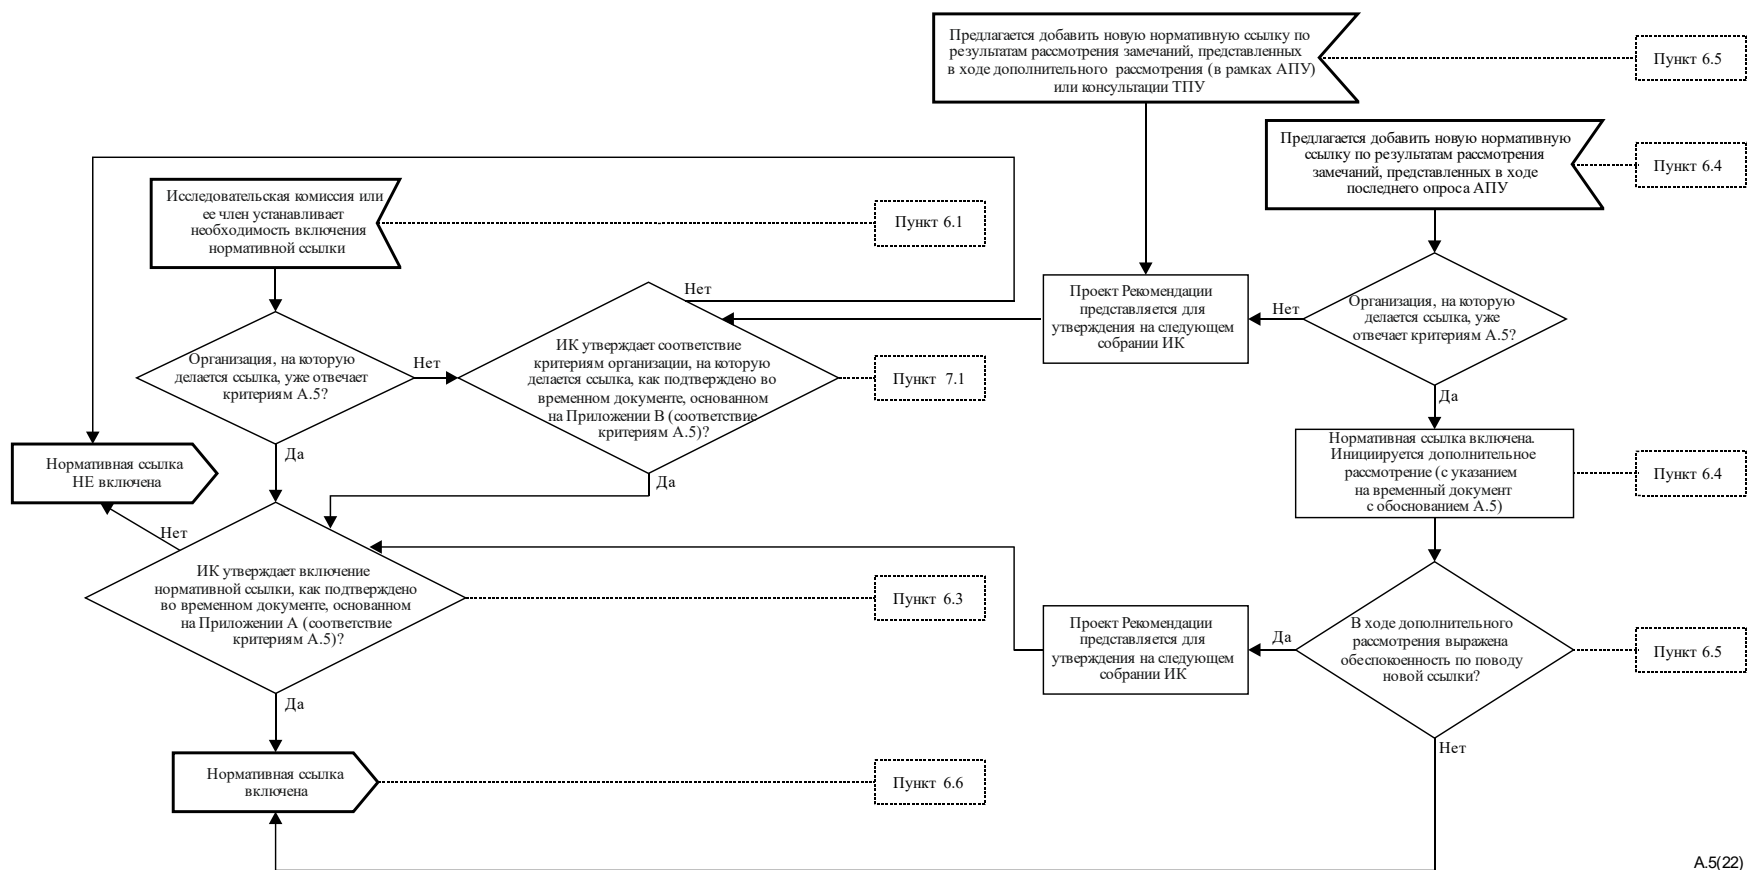 Предлагается добавить новую нормативную ссылку по
результатам рассмотрения замечаний, представленных
в ходе дополнительного рассмотрения (в рамках АПУ)
или консультации ТПУ
Пункт 6.5
Предлагается добавить новую нормативную
ссылку по результатам рассмотрения
замечаний, представленных в ходе
последнего опроса АПУ
Пункт 6.4
Исследовательская комиссия или
ее член устанавливает
необходимость включения
нормативной ссылки
Пункт 6.1
Нет
Проект Рекомендации
представляется для
утверждения на следующем
собрании ИК
Нет
Организация, на которую
делается ссылка, уже
отвечает критериям А.5?
Организация, на которую
делается ссылка, уже отвечает
критериям А.5?
Нет
ИК утверждает соответствие
критериям организации, на которую
делается ссылка, как подтверждено во
временном документе, основанном
на Приложении В (соответствие
критериям А.5)?
Пункт 7.1
Да
Нормативная ссылка
НЕ включена
Да
Да
Нормативная ссылка включена.
Инициируется дополнительное
рассмотрение (с указанием
на временный документ
с обоснованием А.5)
Пункт 6.4
Нет
ИК утверждает включение
нормативной ссылки, как подтверждено
во временном документе, основанном
на Приложении А (соответствие
критериям А.5)?
Пункт 6.3
Проект Рекомендации
представляется для
утверждения на следующем
собрании ИК
Да
В ходе дополнительного
рассмотрения выражена
обеспокоенность по поводу
новой ссылки?
Пункт 6.5
Да
Нет
Нормативная ссылка
включена
Пункт 6.6
A.5(22)